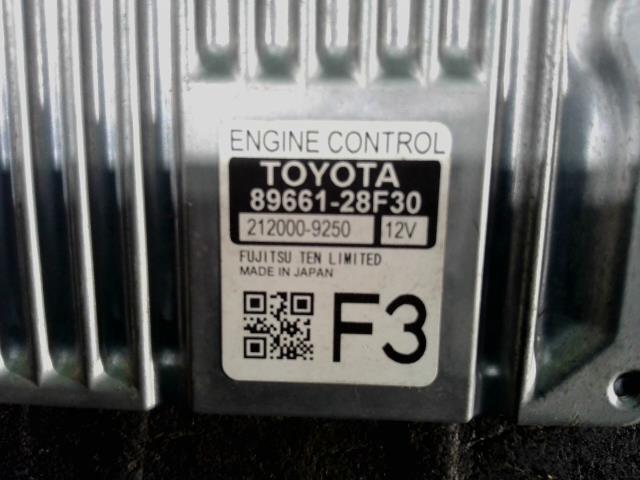 ENGINE CONTROL
TOYOTA
89661-28F30
212000-9250 12V
FUJITSU TEN LIMITED
MADE IN JAPAN
F3